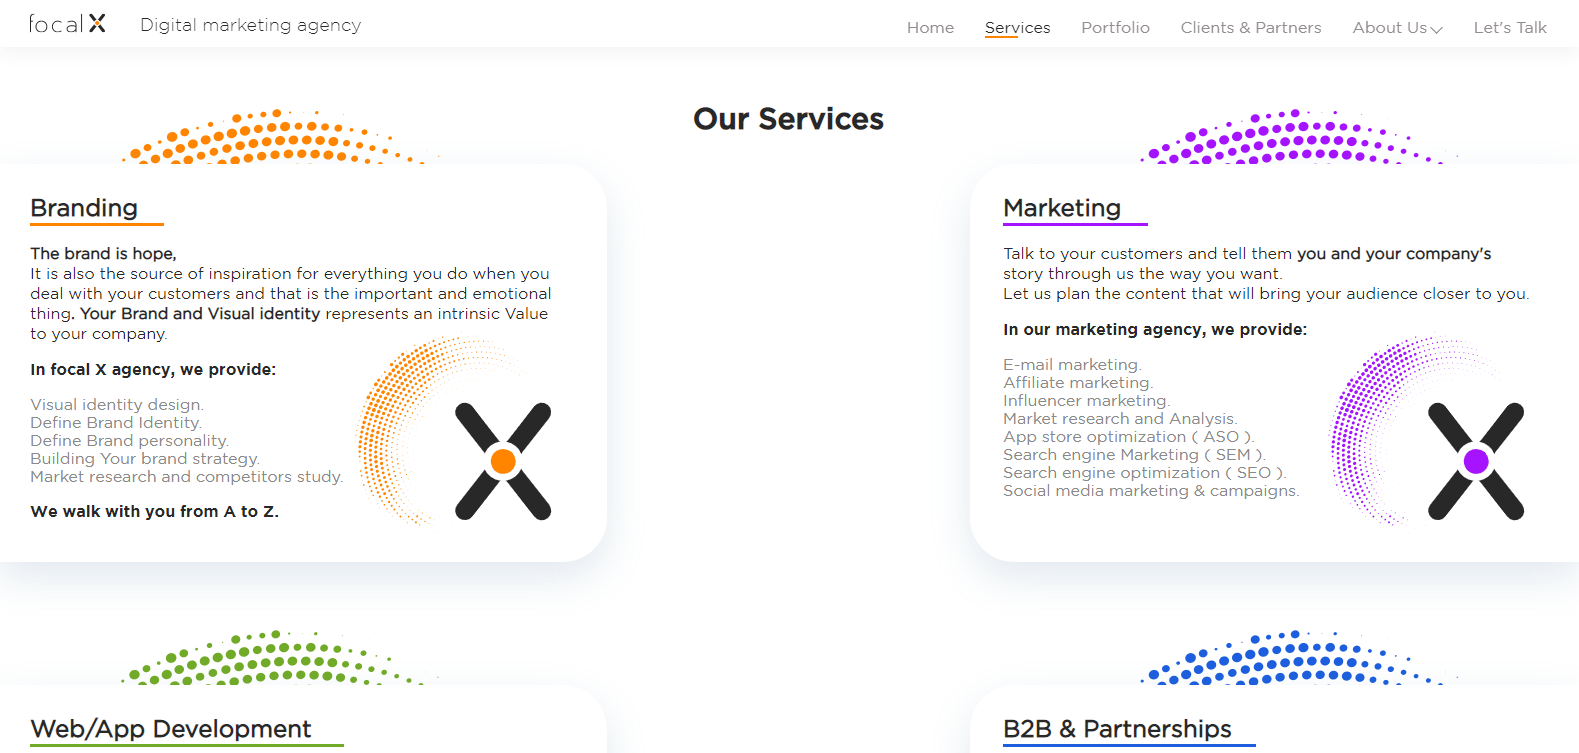 focal X
Digital marketing agency
Home
Services
Portfolio
Clients & Partners
About Us
Let's Talk
Our Services
Branding
The brand is hope,
It is also the source of inspiration for everything you do when you
deal with your customers and that is the important and emotional
thing. Your Brand and Visual identity represents an intrinsic Value
to your company.
In focal X agency, we provide:
Visual identity design.
Define Brand Identity.
Define Brand personality.
Building Your brand strategy.
Market research and competitors study.
We walk with you from A to Z.
Marketing
Talk to your customers and tell them you and your company's
story through us the way you want.
Let us plan the content that will bring your audience closer to you.
In our marketing agency, we provide:
E-mail marketing.
Affiliate marketing.
Influencer marketing.
Market research and Analysis.
App store optimization ( ASO ).
Search engine Marketing ( SEM ).
Search engine optimization ( SEO ).
Social media marketing & campaigns.
Web/App Development
B2B & Partnerships